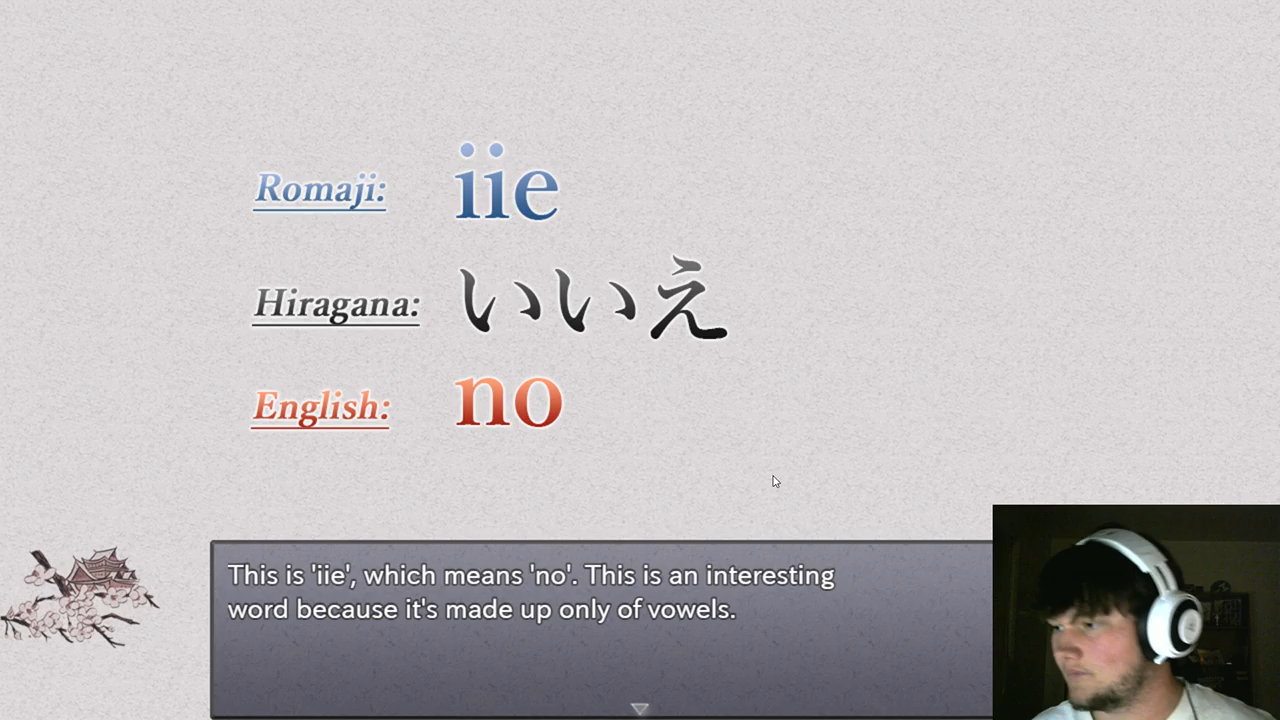 Romaji: iie
Hiragana: いいえ
English: no
This is 'iie', which means 'no'. This is an interesting
word because it's made up only of vowels.